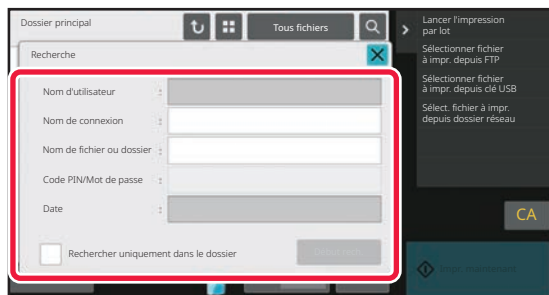 Dossier principal
Tous fichiers
Recherche
Nom d'utilisateur :
Nom de connexion :
Nom de fichier ou dossier :
Code PIN/Mot de passe :
Date :
Rechercher uniquement dans le dossier
Lancer l'impression
par lot
Sélectionner fichier
à impr. depuis FTP
Sélectionner fichier
à impr. depuis clé USB
Sélect. fichier à impr.
depuis dossier réseau
CA